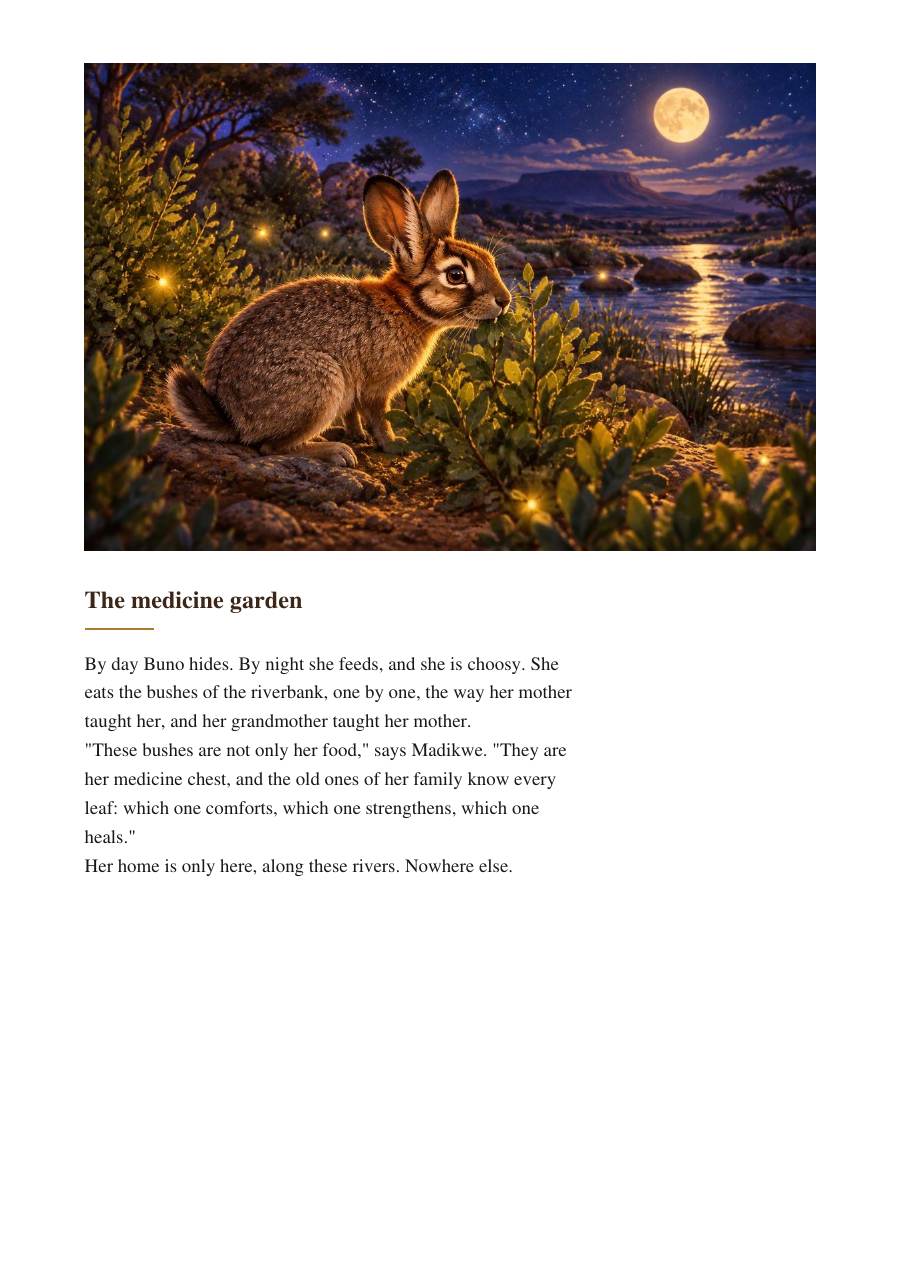 The medicine garden
By day Buno hides. By night she feeds, and she is choosy. She
eats the bushes of the riverbank, one by one, the way her mother
taught her, and her grandmother taught her mother.
"These bushes are not only her food," says Madikwe. "They are
her medicine chest, and the old ones of her family know every
leaf: which one comforts, which one strengthens, which one
heals."
Her home is only here, along these rivers. Nowhere else.